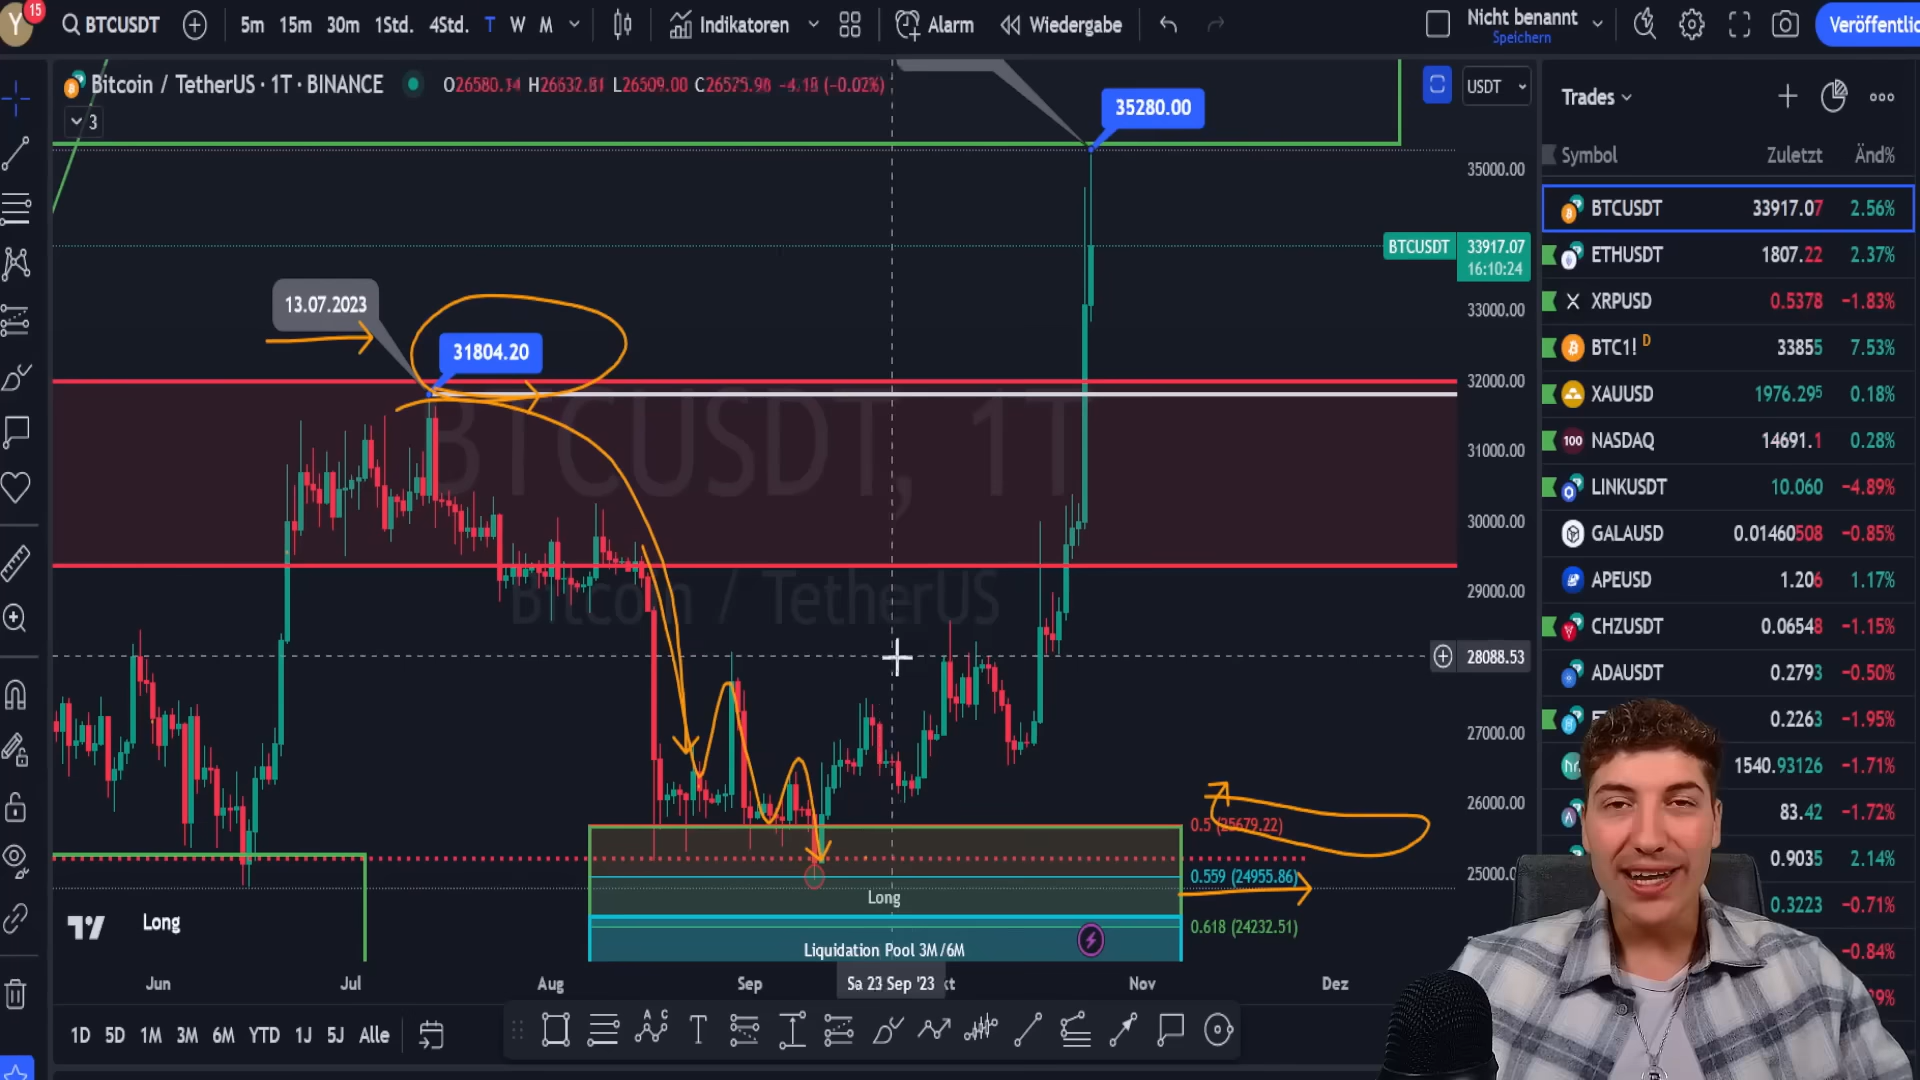 Y 15
BTCUSDT 5m 15m 30m 1Std. 4Std. T W M Indikatoren Alarm Wiedergabe Nicht benannt Veröffentlic
Speichern
Bitcoin / TetherUS · 1T · BINANCE O26580.14 H26632.81 L26509.00 C26575.96 -4.18 (-0.02%)
3
35280.00
USDT
35000.00
BTCUSDT 33917.07
16:10:24
33000.00
13.07.2023
31804.20
32000.00
BTCUSDT, 1T
31000.00
30000.00
Bitcoin / TetherUS
29000.00
28088.53
27000.00
26000.00
0.5 (25679.22)
25000.0
0.559 (24955.86)
Long
0.618 (24232.51)
Long
Liquidation Pool 3M/6M
Jun Jul Aug Sep Sa 23 Sep '23 kt Nov Dez
1D 5D 1M 3M 6M YTD 1J 5J Alle
Trades
Symbol Zuletzt Änd%
BTCUSDT 33917.07 2.56%
ETHUSDT 1807.22 2.37%
XRPUSD 0.5378 −1.83%
BTC1! D 33855 7.53%
XAUUSD 1976.295 0.18%
100 NASDAQ 14691.1 0.28%
LINKUSDT 10.060 −4.89%
GALAUSD 0.01460508 −0.85%
APEUSD 1.206 1.17%
CHZUSDT 0.06548 −1.15%
ADAUSDT 0.2793 −0.50%
0.2263 −1.95%
1540.93126 −1.71%
83.42 −1.72%
0.9035 2.14%
0.3223 −0.71%
−0.84%